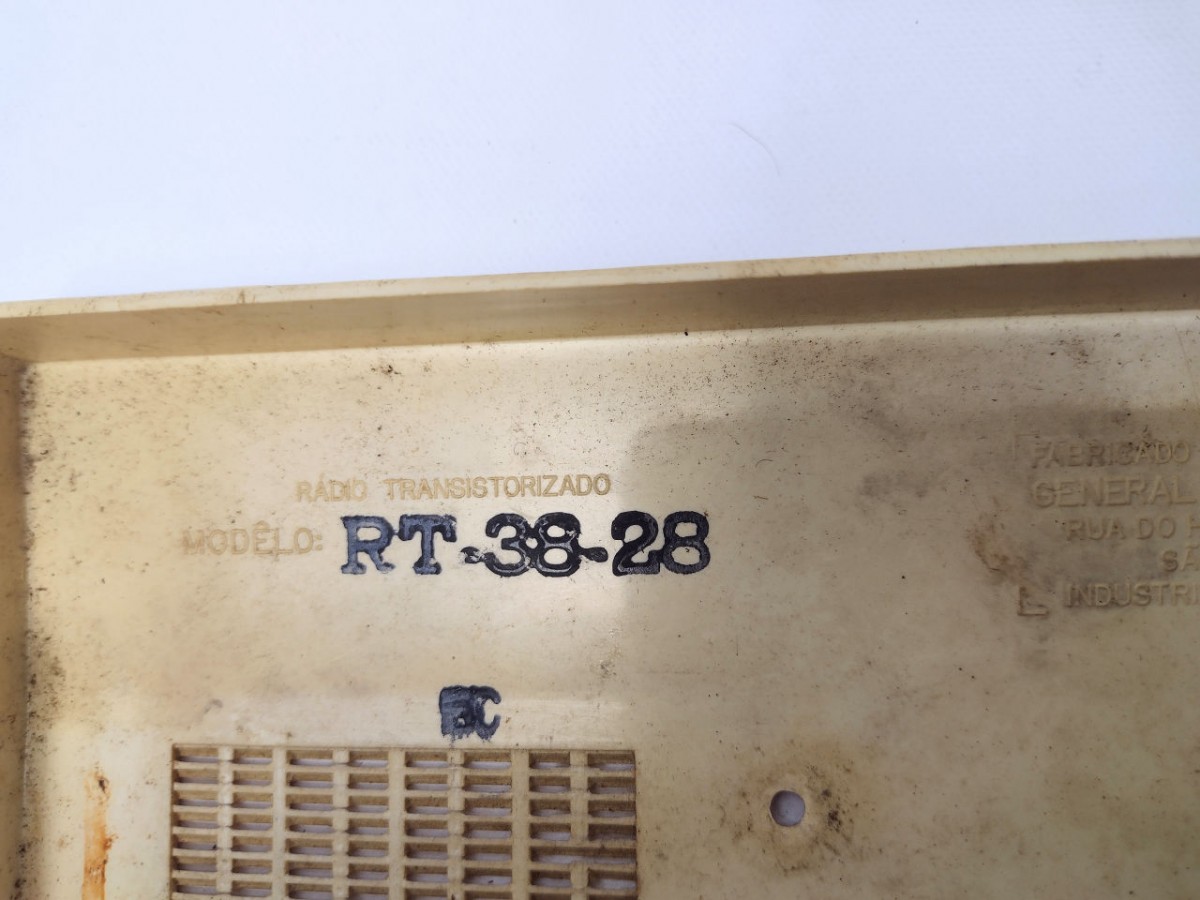 RÁDIO TRANSISTORIZADO
MODÊLO: RT-38-28
FABRICADO
GENERAL
RUA DO
INDUSTRI